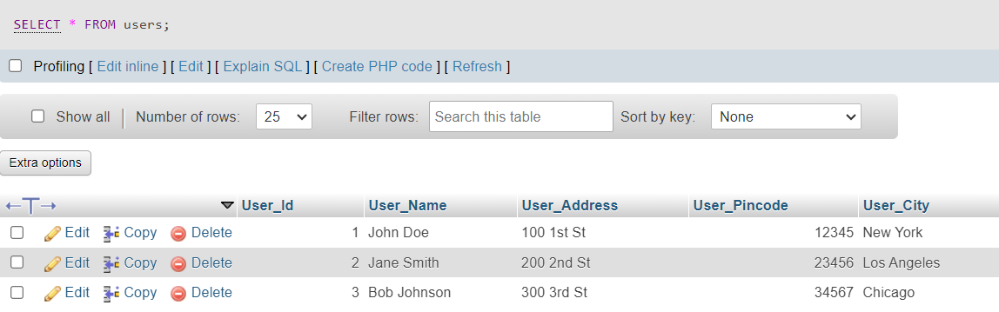 SELECT * FROM users;
Profiling [ Edit inline ] [ Edit ] [ Explain SQL ] [ Create PHP code ] [ Refresh ]
Show all Number of rows: 25 Filter rows: Search this table Sort by key: None
Extra options
User_Id User_Name User_Address User_Pincode User_City
Edit Copy Delete 1 John Doe 100 1st St 12345 New York
Edit Copy Delete 2 Jane Smith 200 2nd St 23456 Los Angeles
Edit Copy Delete 3 Bob Johnson 300 3rd St 34567 Chicago